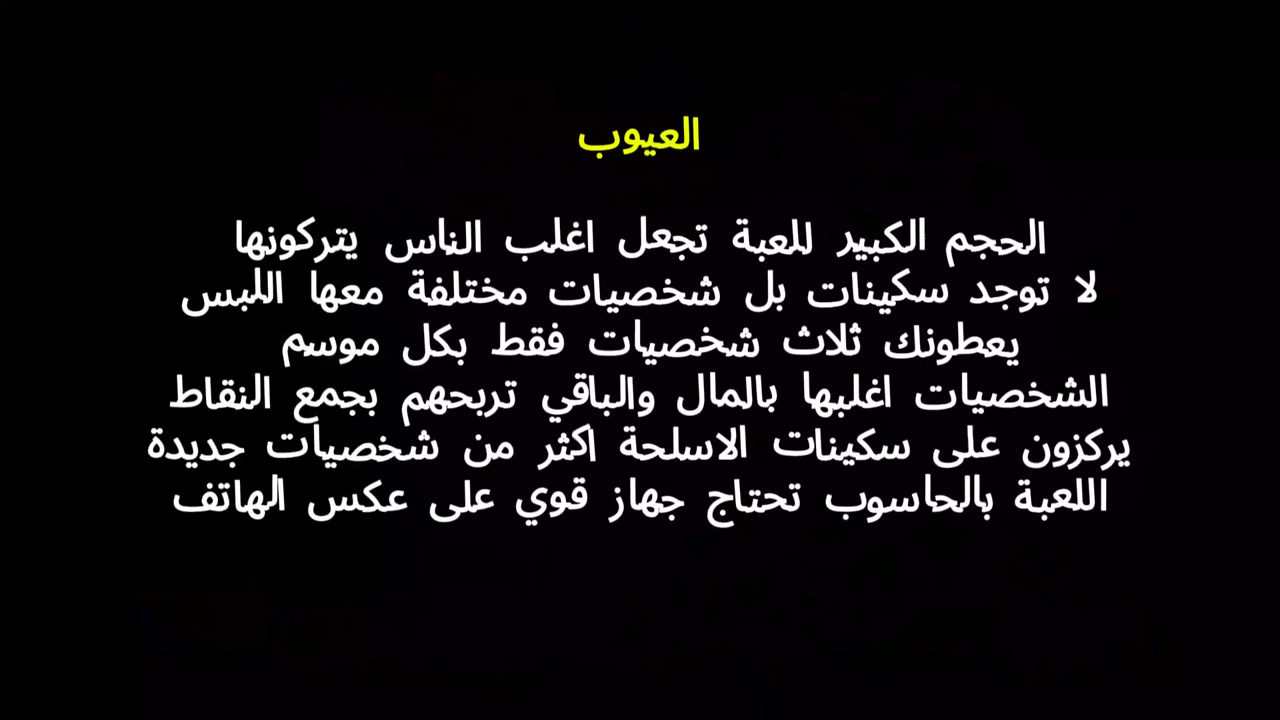 العيوب
الحجم الكبير للعبة تجعل اغلب الناس يتركونها
لا توجد سكينات بل شخصيات مختلفة معها اللبس
يعطونك ثلاث شخصيات فقط بكل موسم
الشخصيات اغلبها بالمال والباقي تربحهم بجمع النقاط
يركزون على سكينات الاسلحة اكثر من شخصيات جديدة
اللعبة بالحاسوب تحتاج جهاز قوي على عكس الهاتف